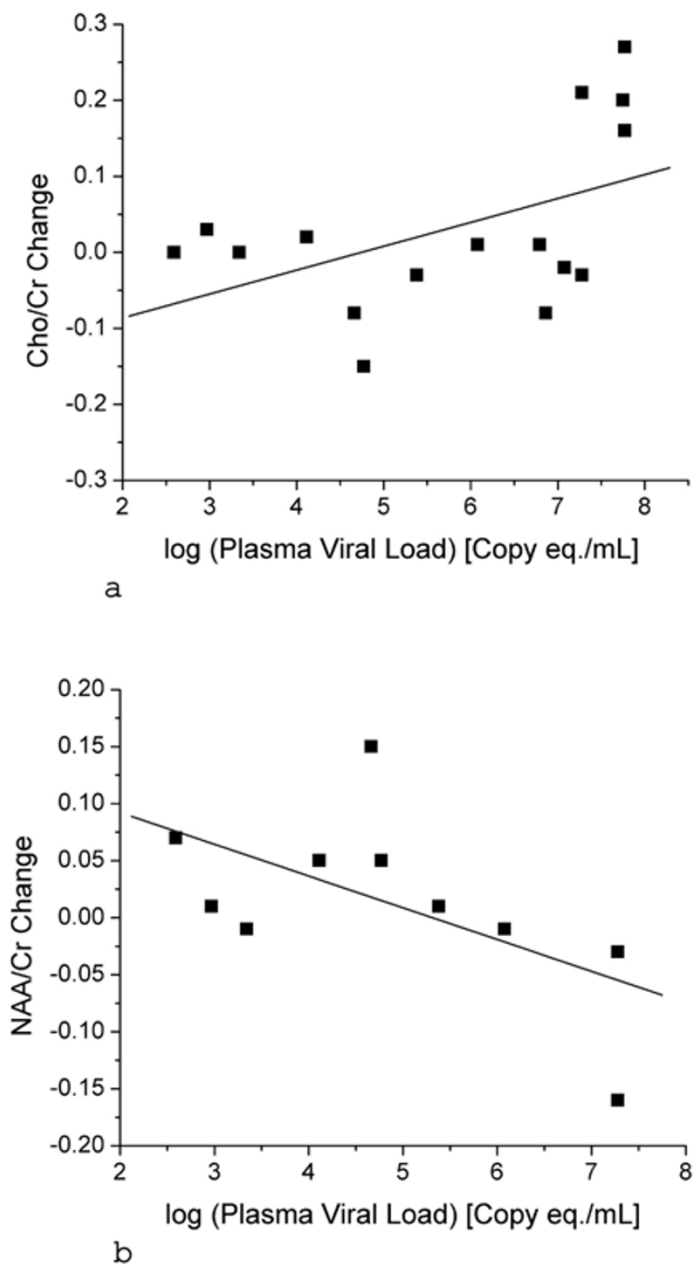 0.3
0.2
0.1
0.0
-0.1
-0.2
-0.3
Cho/Cr Change
2 3 4 5 6 7 8
log (Plasma Viral Load) [Copy eq./mL]
a
0.20
0.15
0.10
0.05
0.00
-0.05
-0.10
-0.15
-0.20
NAA/Cr Change
2 3 4 5 6 7 8
log (Plasma Viral Load) [Copy eq./mL]
b